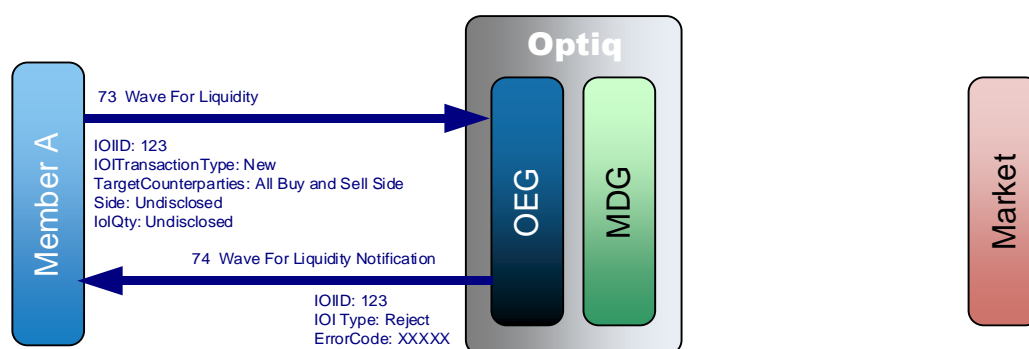 Optiq
Member A
73 Wave For Liquidity
IOIID: 123
IOITransactionType: New
TargetCounterparties: All Buy and Sell Side
Side: Undisclosed
IoIQty: Undisclosed
OEG
MDG
Market
74 Wave For Liquidity Notification
IOIID: 123
IOI Type: Reject
ErrorCode: XXXXX